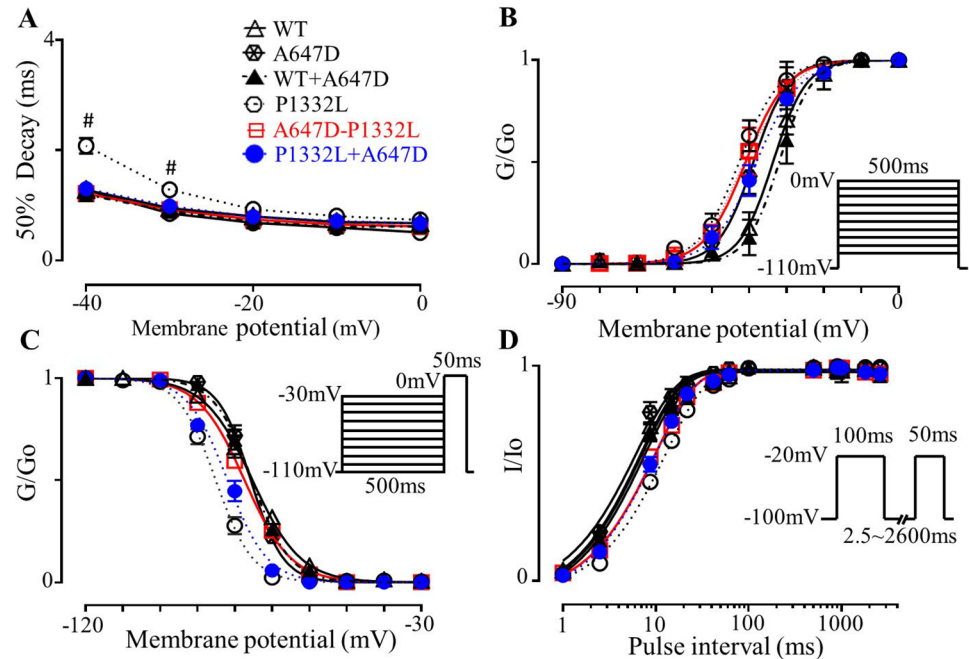 A
4
50% Decay (ms)
0
#
#
-40
-20
0
Membrane potential (mV)
WT
A647D
WT+A647D
P1332L
A647D-P1332L
P1332L+A647D
B
1
G/Go
0
-90
0
Membrane potential (mV)
500ms
0mV
-110mV
C
1
G/Go
0
-120
-30
Membrane potential (mV)
50ms
0mV
-30mV
-110mV
500ms
D
1
I/Io
0
1
10
100
1000
Pulse interval (ms)
100ms
50ms
-20mV
-100mV
2.5~2600ms